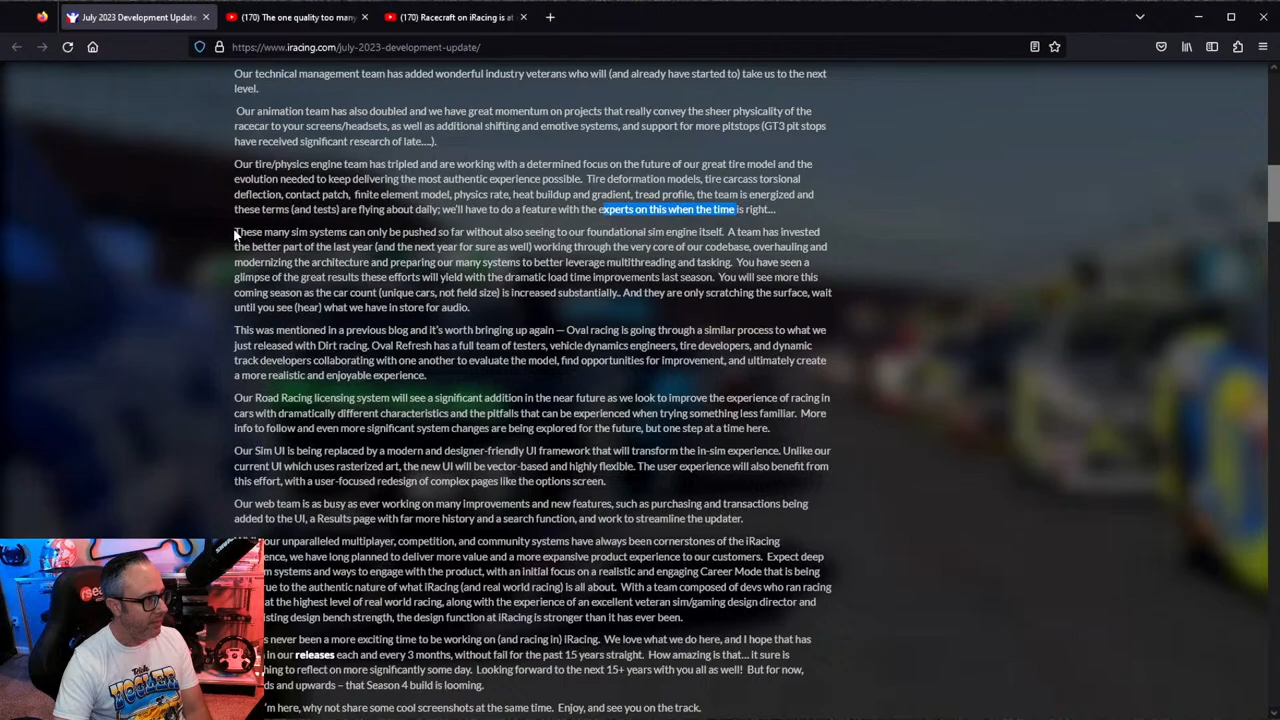 July 2023 Development Update
(170) The one quality too many
(170) Racecraft on iRacing is at
https://www.iracing.com/july-2023-development-update/
Our technical management team has added wonderful industry veterans who will (and already have started to) take us to the next
level.
Our animation team has also doubled and we have great momentum on projects that really convey the sheer physicality of the
racecar to your screens/headsets, as well as additional shifting and emotive systems, and support for more pitstops (GT3 pit stops
have received significant research of late….).
Our tire/physics engine team has tripled and are working with a determined focus on the future of our great tire model and the
evolution needed to keep delivering the most authentic experience possible. Tire deformation models, tire carcass torsional
deflection, contact patch, finite element model, physics rate, heat buildup and gradient, tread profile, the team is energized and
these terms (and tests) are flying about daily; we'll have to do a feature with the experts on this when the time is right…
These many sim systems can only be pushed so far without also seeing to our foundational sim engine itself. A team has invested
the better part of the last year (and the next year for sure as well) working through the very core of our codebase, overhauling and
modernizing the architecture and preparing our many systems to better leverage multithreading and tasking. You have seen a
glimpse of the great results these efforts will yield with the dramatic load time improvements last season. You will see more this
coming season as the car count (unique cars, not field size) is increased substantially.. And they are only scratching the surface, wait
until you see (hear) what we have in store for audio.
This was mentioned in a previous blog and it's worth bringing up again — Oval racing is going through a similar process to what we
just released with Dirt racing. Oval Refresh has a full team of testers, vehicle dynamics engineers, tire developers, and dynamic
track developers collaborating with one another to evaluate the model, find opportunities for improvement, and ultimately create
a more realistic and enjoyable experience.
Our Road Racing licensing system will see a significant addition in the near future as we look to improve the experience of racing in
cars with dramatically different characteristics and the pitfalls that can be experienced when trying something less familiar. More
info to follow and even more significant system changes are being explored for the future, but one step at a time here.
Our Sim UI is being replaced by a modern and designer-friendly UI framework that will transform the in-sim experience. Unlike our
current UI which uses rasterized art, the new UI will be vector-based and highly flexible. The user experience will also benefit from
this effort, with a user-focused redesign of complex pages like the options screen.
Our web team is as busy as ever working on many improvements and new features, such as purchasing and transactions being
added to the UI, a Results page with far more history and a search function, and work to streamline the updater.
our unparalleled multiplayer, competition, and community systems have always been cornerstones of the iRacing
we have long planned to deliver more value and a more expansive product experience to our customers. Expect deep
systems and ways to engage with the product, with an initial focus on a realistic and engaging Career Mode that is being
to the authentic nature of what iRacing (and real world racing) is all about. With a team composed of devs who ran racing
at the highest level of real world racing, along with the experience of an excellent veteran sim/gaming design director and
design bench strength, the design function at iRacing is stronger than it has ever been.
never been a more exciting time to be working on (and racing in) iRacing. We love what we do here, and I hope that has
in our releases each and every 3 months, without fail for the past 15 years straight. How amazing is that… it sure is
to reflect on more significantly some day. Looking forward to the next 15+ years with you all as well! But for now,
and upwards – that Season 4 build is looming.
I'm here, why not share some cool screenshots at the same time. Enjoy, and see you on the track.
HOGLER